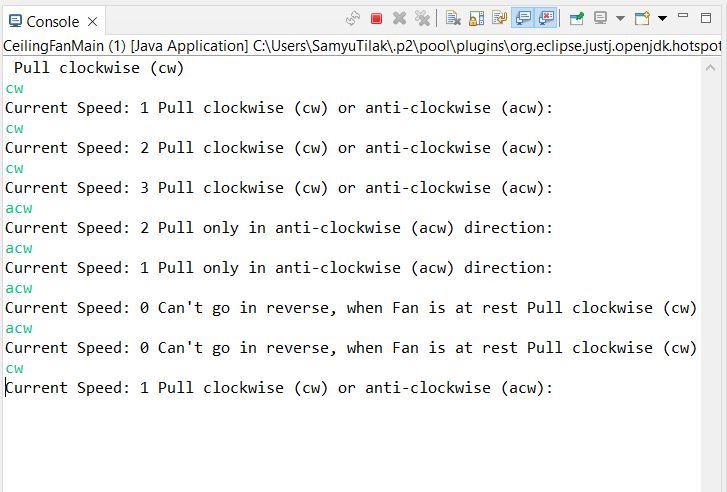 Console
CeilingFanMain (1) [Java Application] C:\Users\SamyuTilak\.p2\pool\plugins\org.eclipse.justj.openjdk.hotspot
Pull clockwise (cw)
cw
Current Speed: 1 Pull clockwise (cw) or anti-clockwise (acw):
cw
Current Speed: 2 Pull clockwise (cw) or anti-clockwise (acw):
cw
Current Speed: 3 Pull clockwise (cw) or anti-clockwise (acw):
acw
Current Speed: 2 Pull only in anti-clockwise (acw) direction:
acw
Current Speed: 1 Pull only in anti-clockwise (acw) direction:
acw
Current Speed: 0 Can't go in reverse, when Fan is at rest Pull clockwise (cw)
acw
Current Speed: 0 Can't go in reverse, when Fan is at rest Pull clockwise (cw)
cw
Current Speed: 1 Pull clockwise (cw) or anti-clockwise (acw):